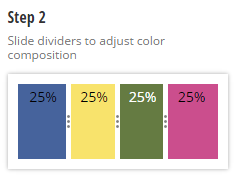 Step 2
Slide dividers to adjust color
composition
25% 25% 25% 25%